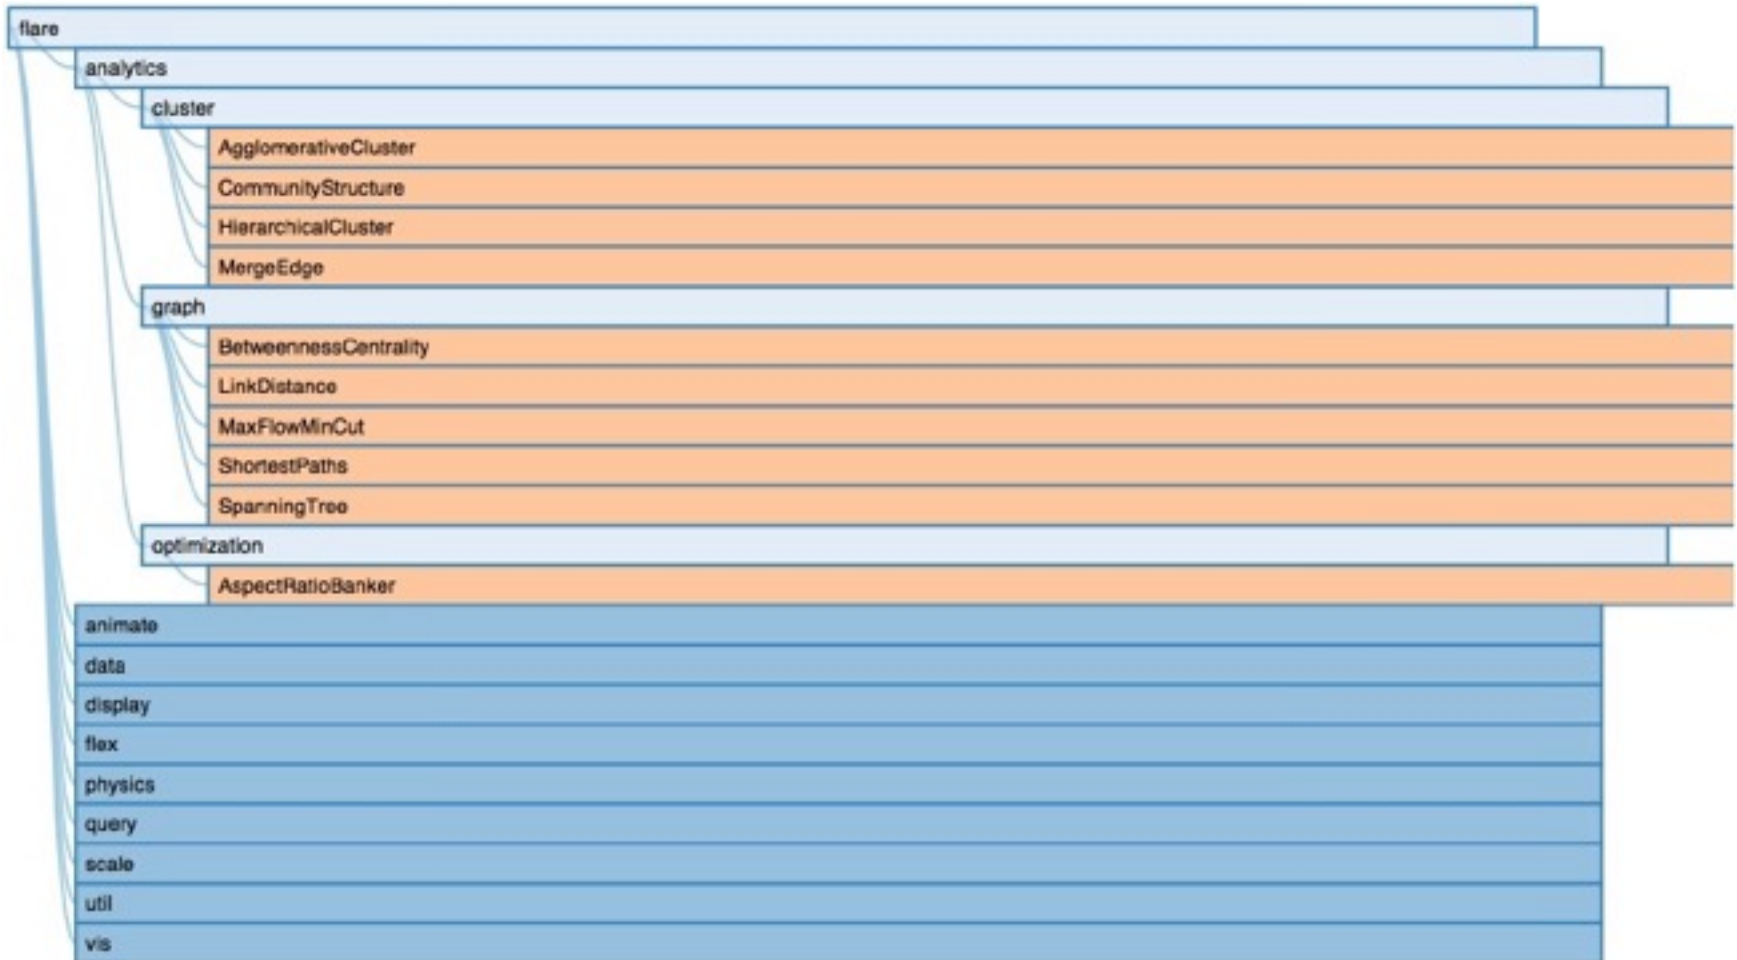 flare
analytics
cluster
AgglomerativeCluster
CommunityStructure
HierarchicalCluster
MergeEdge
graph
BetweennessCentrality
LinkDistance
MaxFlowMinCut
ShortestPaths
SpanningTree
optimization
AspectRatioBanker
animate
data
display
flex
physics
query
scale
util
vis